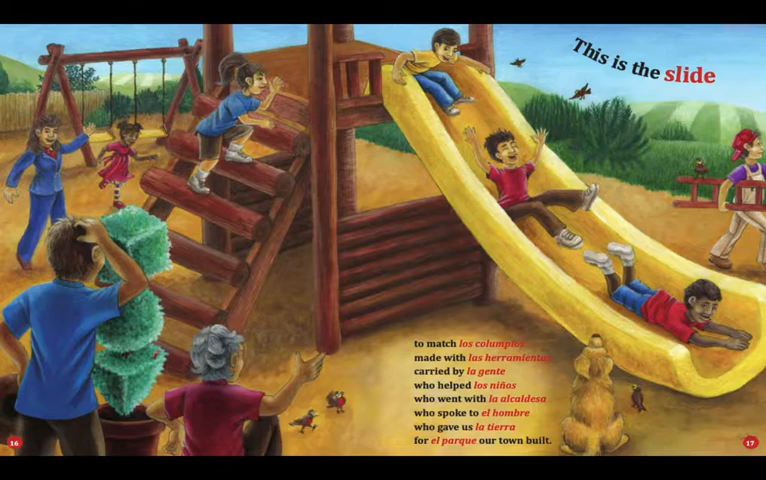 This is the slide
to match los columpios
made with las herramientas
carried by la gente
who helped los niños
who went with la alcaldesa
who spoke to el hombre
who gave us la tierra
for el parque our town built.
16
17